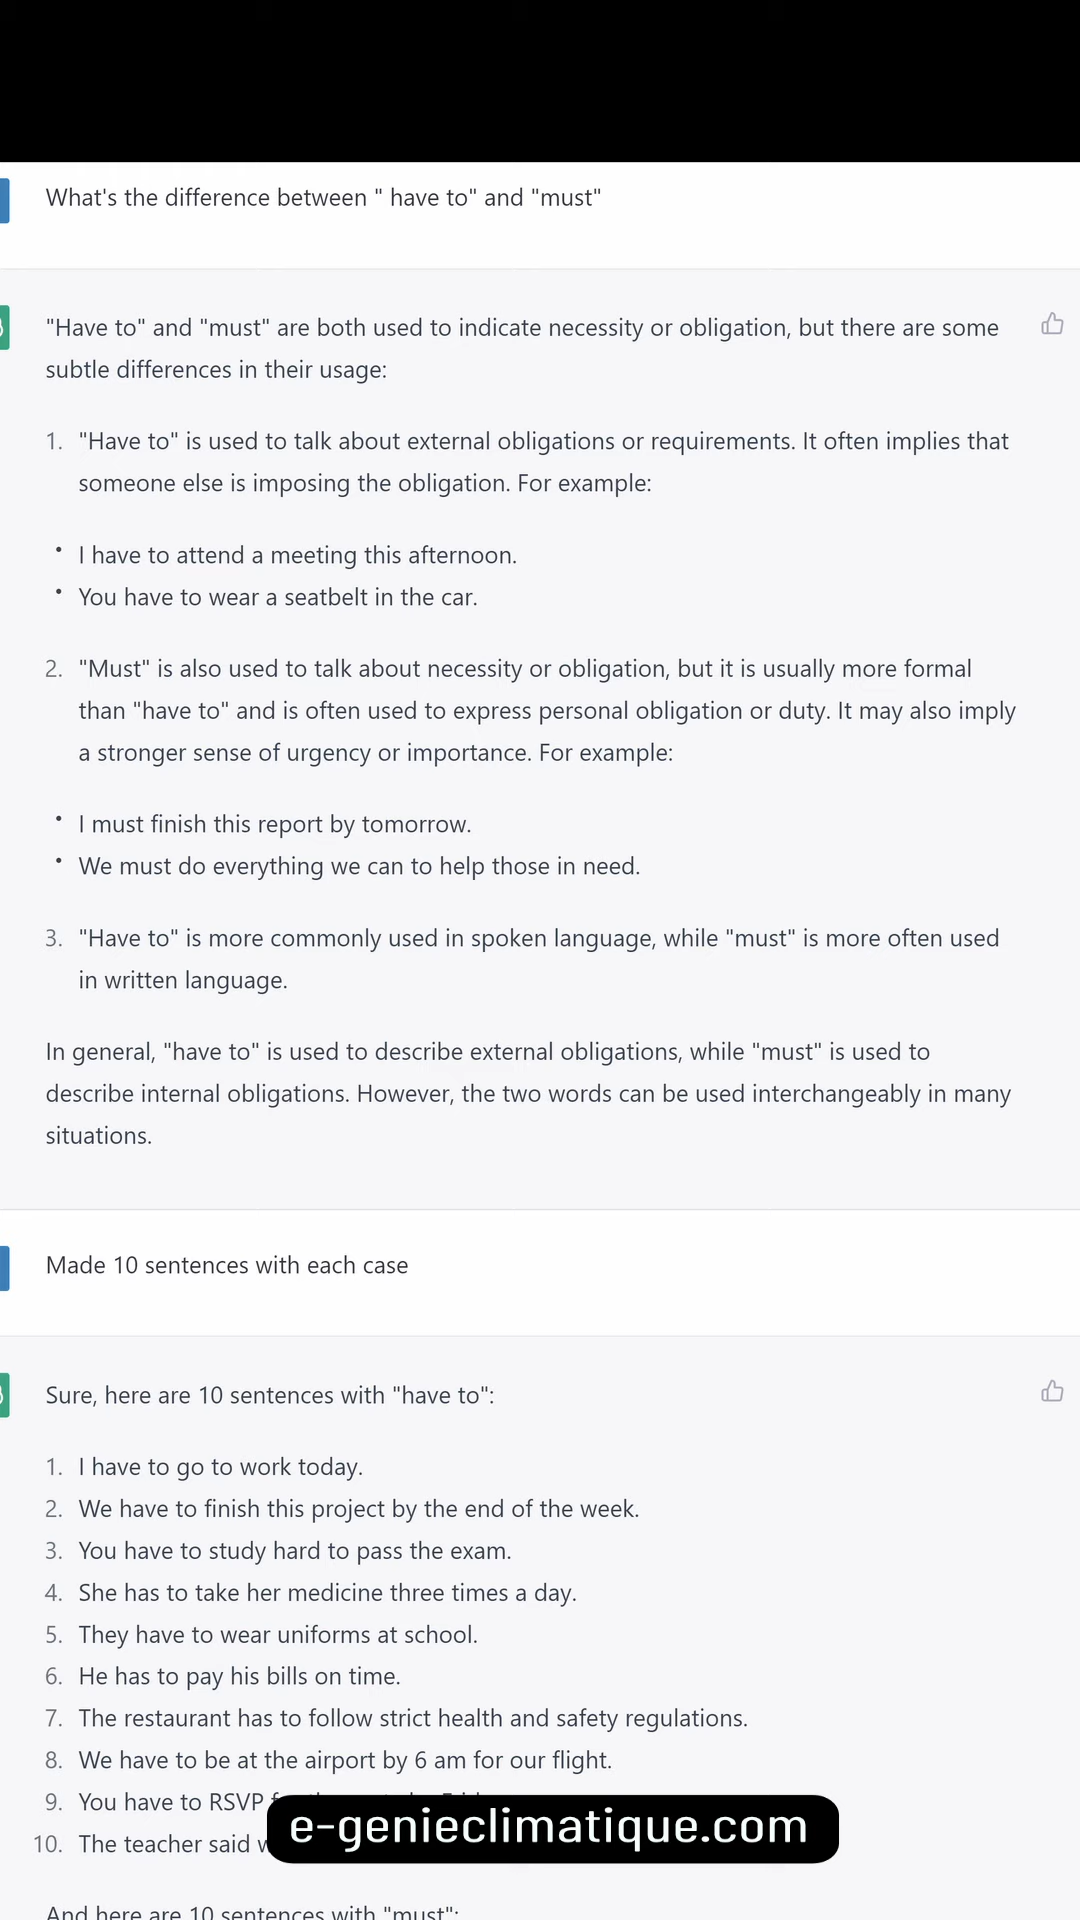 What's the difference between " have to" and "must"
"Have to" and "must" are both used to indicate necessity or obligation, but there are some
subtle differences in their usage:
1. "Have to" is used to talk about external obligations or requirements. It often implies that
someone else is imposing the obligation. For example:
• I have to attend a meeting this afternoon.
• You have to wear a seatbelt in the car.
2. "Must" is also used to talk about necessity or obligation, but it is usually more formal
than "have to" and is often used to express personal obligation or duty. It may also imply
a stronger sense of urgency or importance. For example:
• I must finish this report by tomorrow.
• We must do everything we can to help those in need.
3. "Have to" is more commonly used in spoken language, while "must" is more often used
in written language.
In general, "have to" is used to describe external obligations, while "must" is used to
describe internal obligations. However, the two words can be used interchangeably in many
situations.
Made 10 sentences with each case
Sure, here are 10 sentences with "have to":
1. I have to go to work today.
2. We have to finish this project by the end of the week.
3. You have to study hard to pass the exam.
4. She has to take her medicine three times a day.
5. They have to wear uniforms at school.
6. He has to pay his bills on time.
7. The restaurant has to follow strict health and safety regulations.
8. We have to be at the airport by 6 am for our flight.
9. You have to RSVP
10. The teacher said
e-genieclimatique.com
And here are 10 sentences with "must":